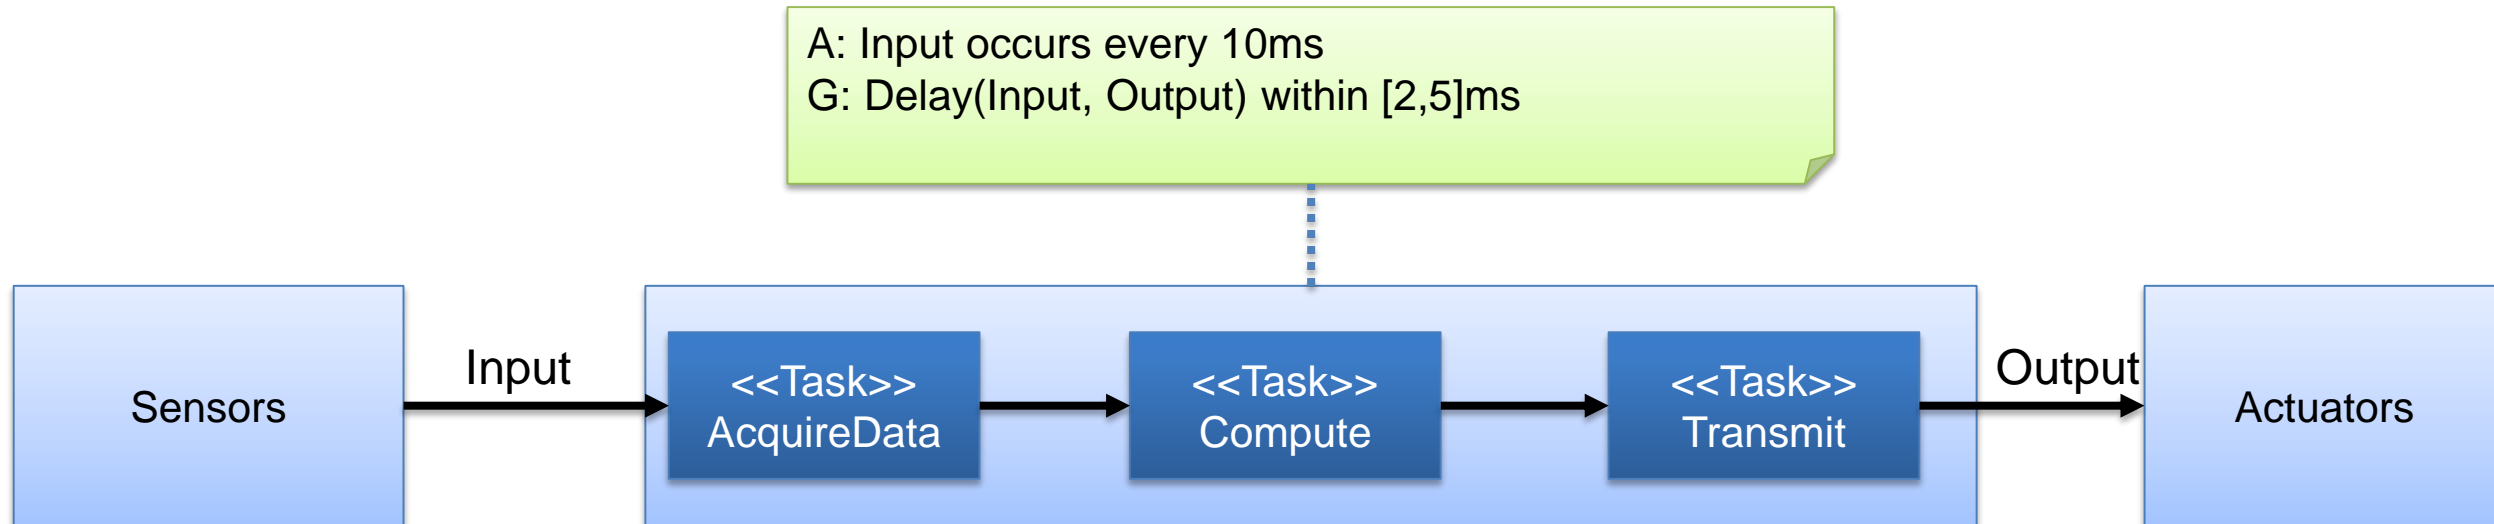 A: Input occurs every 10ms
G: Delay(Input, Output) within [2,5]ms
Sensors
Input
<<Task>>
AcquireData
<<Task>>
Compute
<<Task>>
Transmit
Output
Actuators